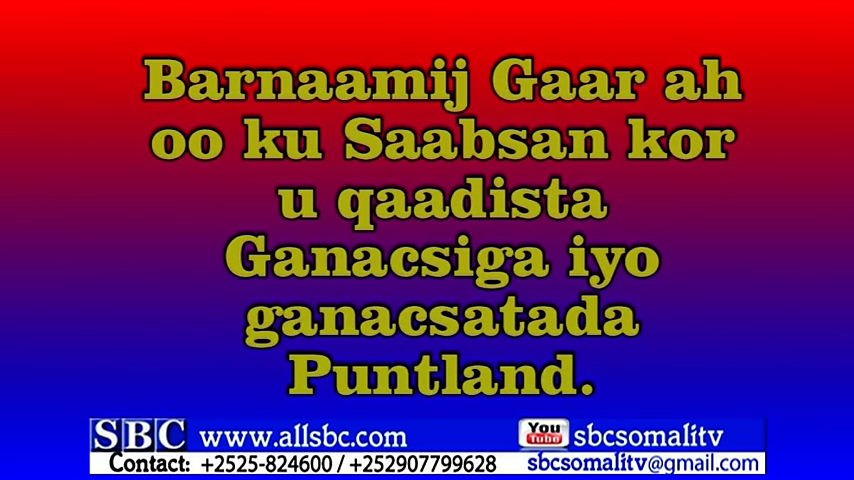 Barnaamij Gaar ah
oo ku Saabsan kor
u qaadista
Ganacsiga iyo
ganacsatada
Puntland.
SBC www.allsbc.com You Tube sbcsomalitv
Contact: +2525-824600 / +252907799628 sbcsomalitv@gmail.com